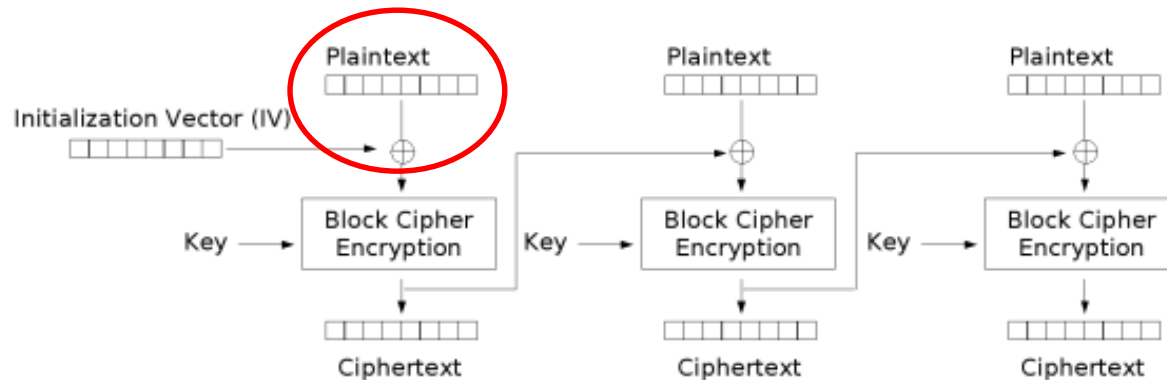 Plaintext
Plaintext
Plaintext
Initialization Vector (IV)
Key
Block Cipher
Encryption
Key
Block Cipher
Encryption
Key
Block Cipher
Encryption
Ciphertext
Ciphertext
Ciphertext